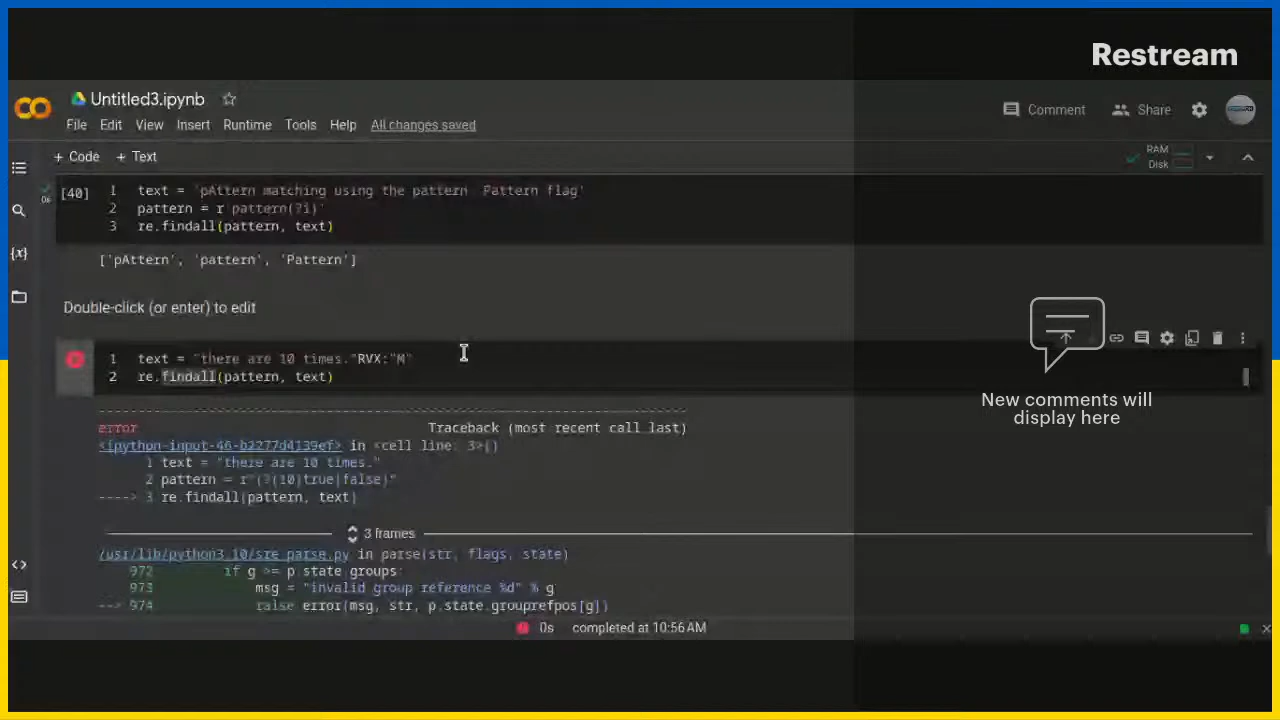 Restream
Untitled3.ipynb
Comment
Share
File Edit View Insert Runtime Tools Help All changes saved
+ Code + Text
RAM
Disk
[40] 1 text = 'pAttern matching using the pattern Pattern flag'
0s
2 pattern = r'pattern(?i)'
3 re.findall(pattern, text)
{x}
['pAttern', 'pattern', 'Pattern']
Double-click (or enter) to edit
1 text = "there are 10 times."RVX:"M"
2 re.findall(pattern, text)
New comments will
display here
error Traceback (most recent call last)
<ipython-input-46-b2277d4139ef> in <cell line: 3>()
1 text = "there are 10 times."
2 pattern = r"(?(10)true|false)"
----> 3 re.findall(pattern, text)
3 frames
/usr/lib/python3.10/sre_parse.py in parse(str, flags, state)
972 if g >= p.state.groups:
973 msg = "invalid group reference %d" % g
--> 974 raise error(msg, str, p.state.grouprefpos[g])
0s completed at 10:56 AM